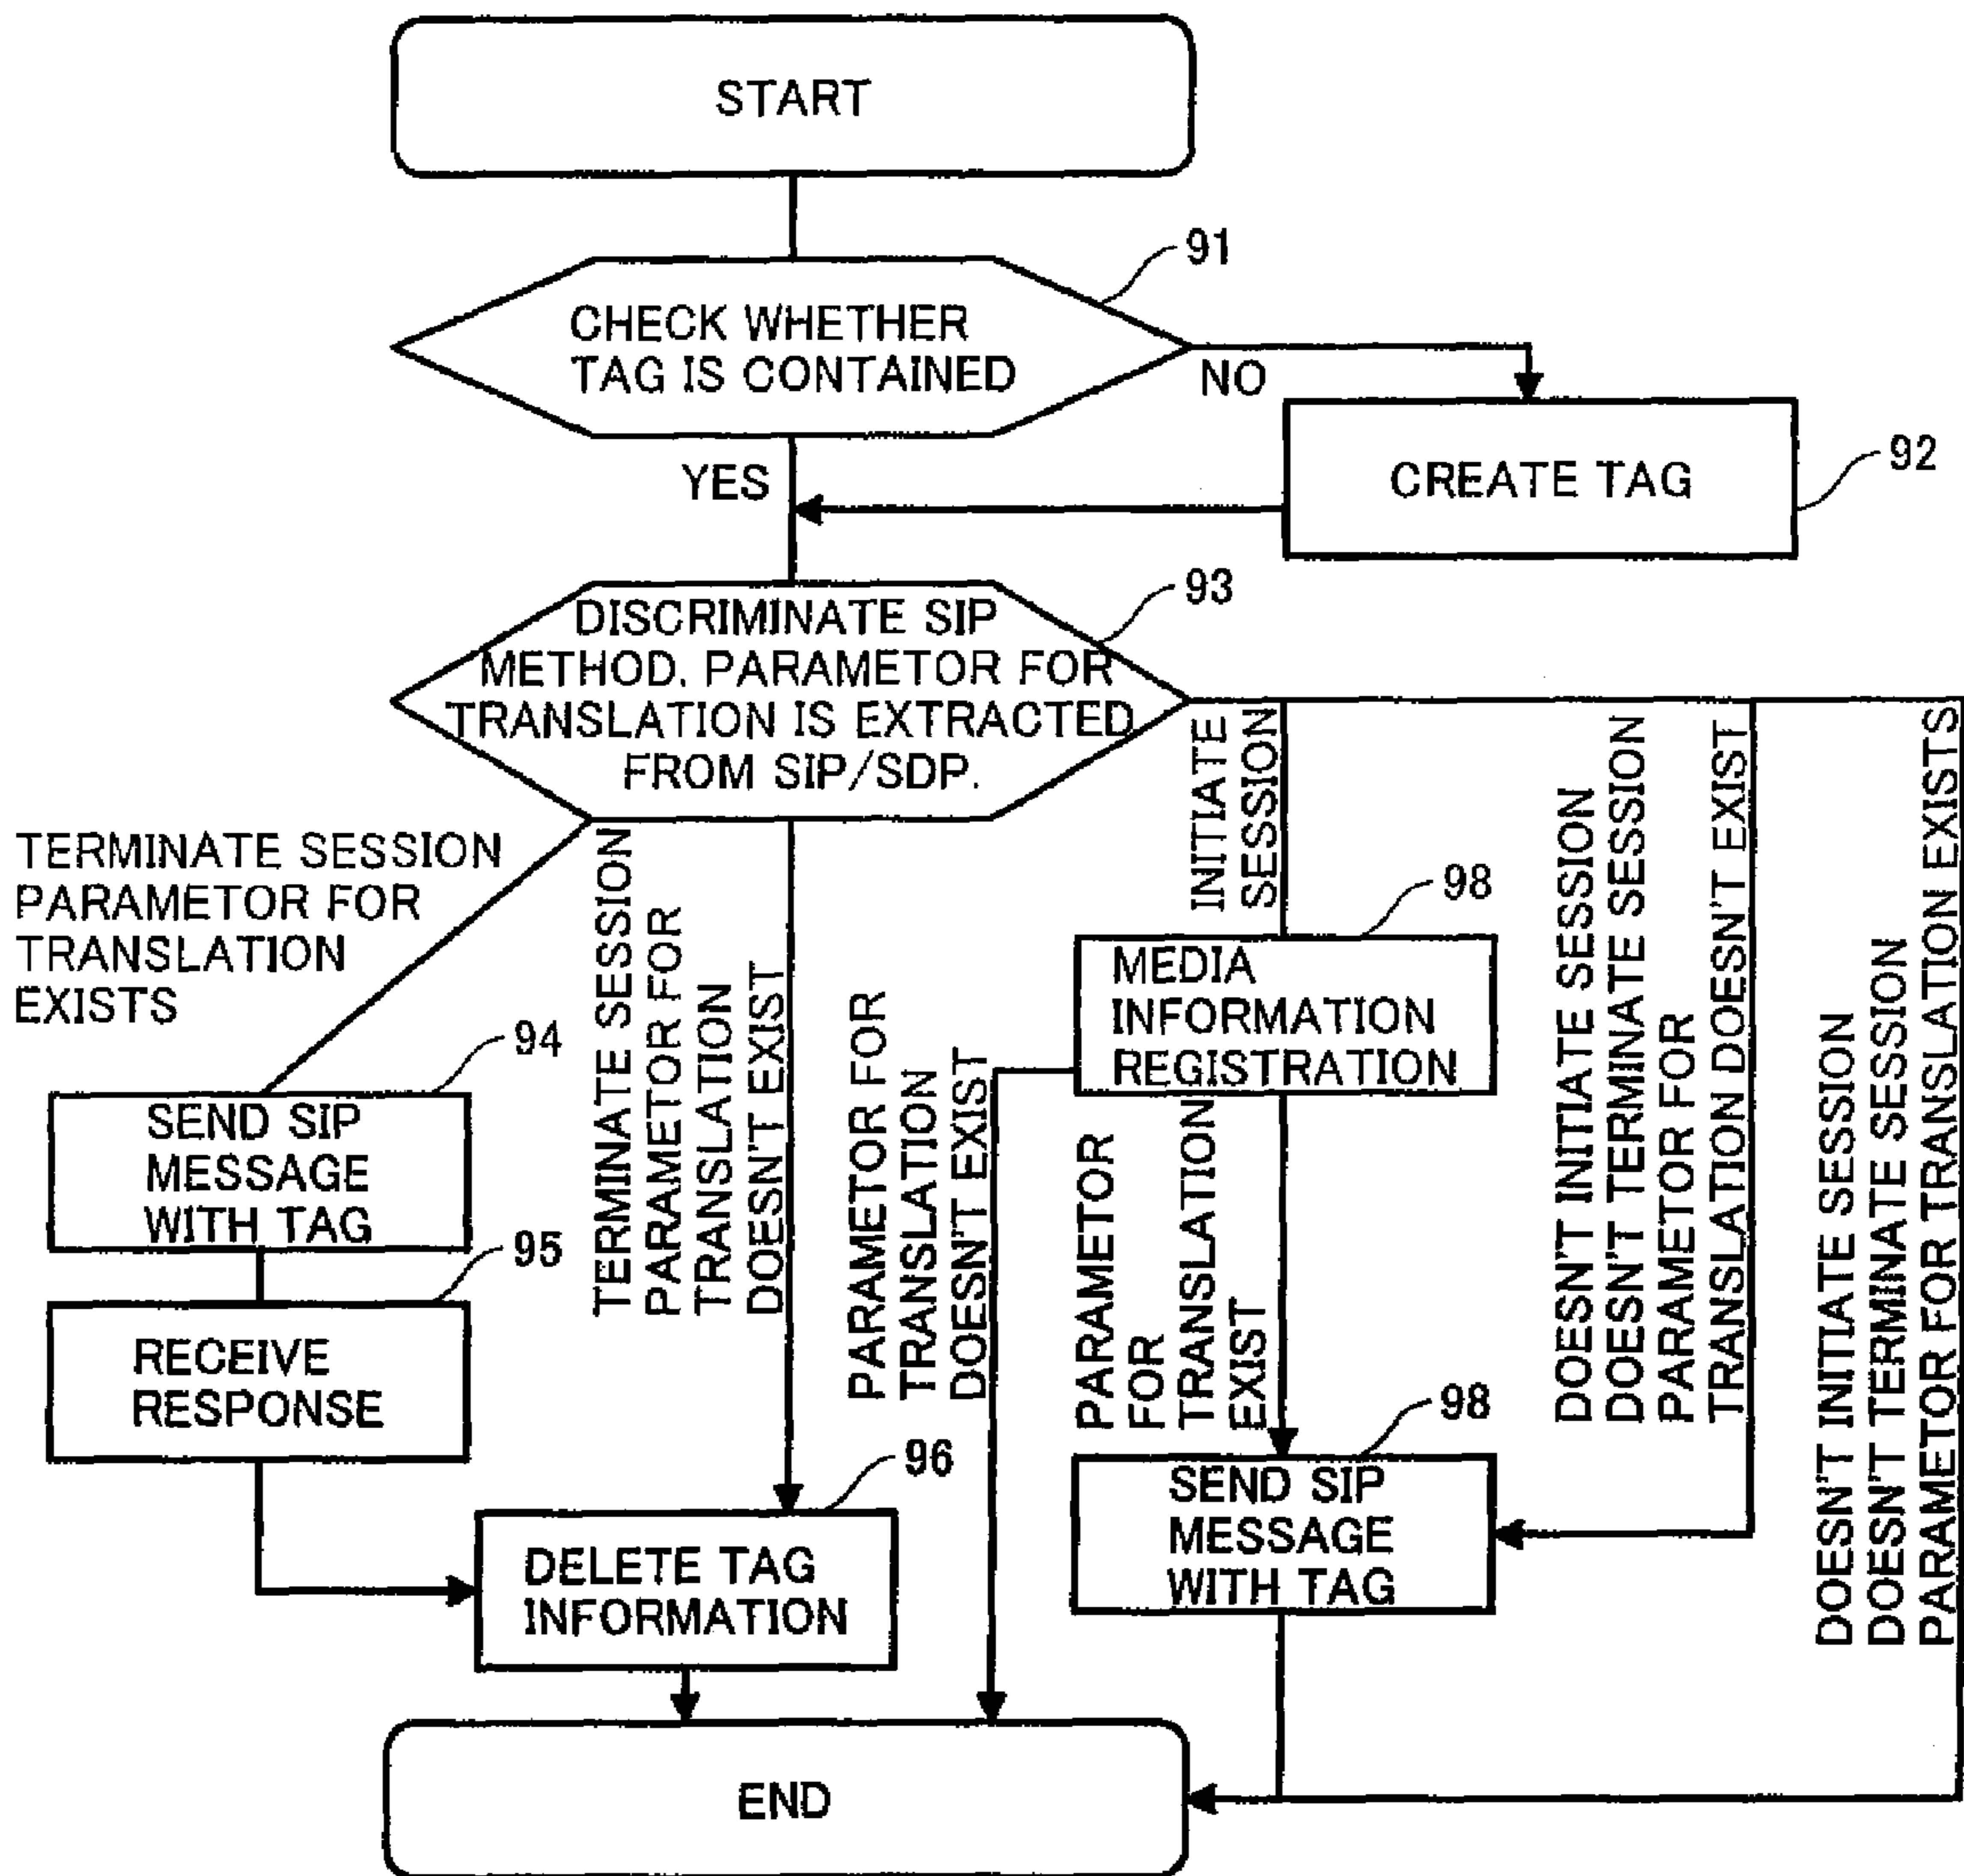 START
91
CHECK WHETHER
TAG IS CONTAINED
NO
92
CREATE TAG
YES
93
DISCRIMINATE SIP
METHOD. PARAMETOR FOR
TRANSLATION IS EXTRACTED
FROM SIP/SDP.
TERMINATE SESSION
PARAMETOR FOR
TRANSLATION
EXISTS
94
SEND SIP
MESSAGE
WITH TAG
95
RECEIVE
RESPONSE
TERMINATE SESSION
PARAMETOR FOR
TRANSLATION
DOESN'T EXIST
96
DELETE TAG
INFORMATION
INITIATE
SESSION
98
MEDIA
INFORMATION
REGISTRATION
PARAMETOR FOR
TRANSLATION
DOESN'T EXIST
PARAMETOR
FOR
TRANSLATION
EXIST
98
SEND SIP
MESSAGE
WITH TAG
DOESN'T INITIATE SESSION
DOESN'T TERMINATE SESSION
PARAMETOR FOR
TRANSLATION DOESN'T EXIST
DOESN'T INITIATE SESSION
DOESN'T TERMINATE SESSION
PARAMETOR FOR TRANSLATION EXISTS
END